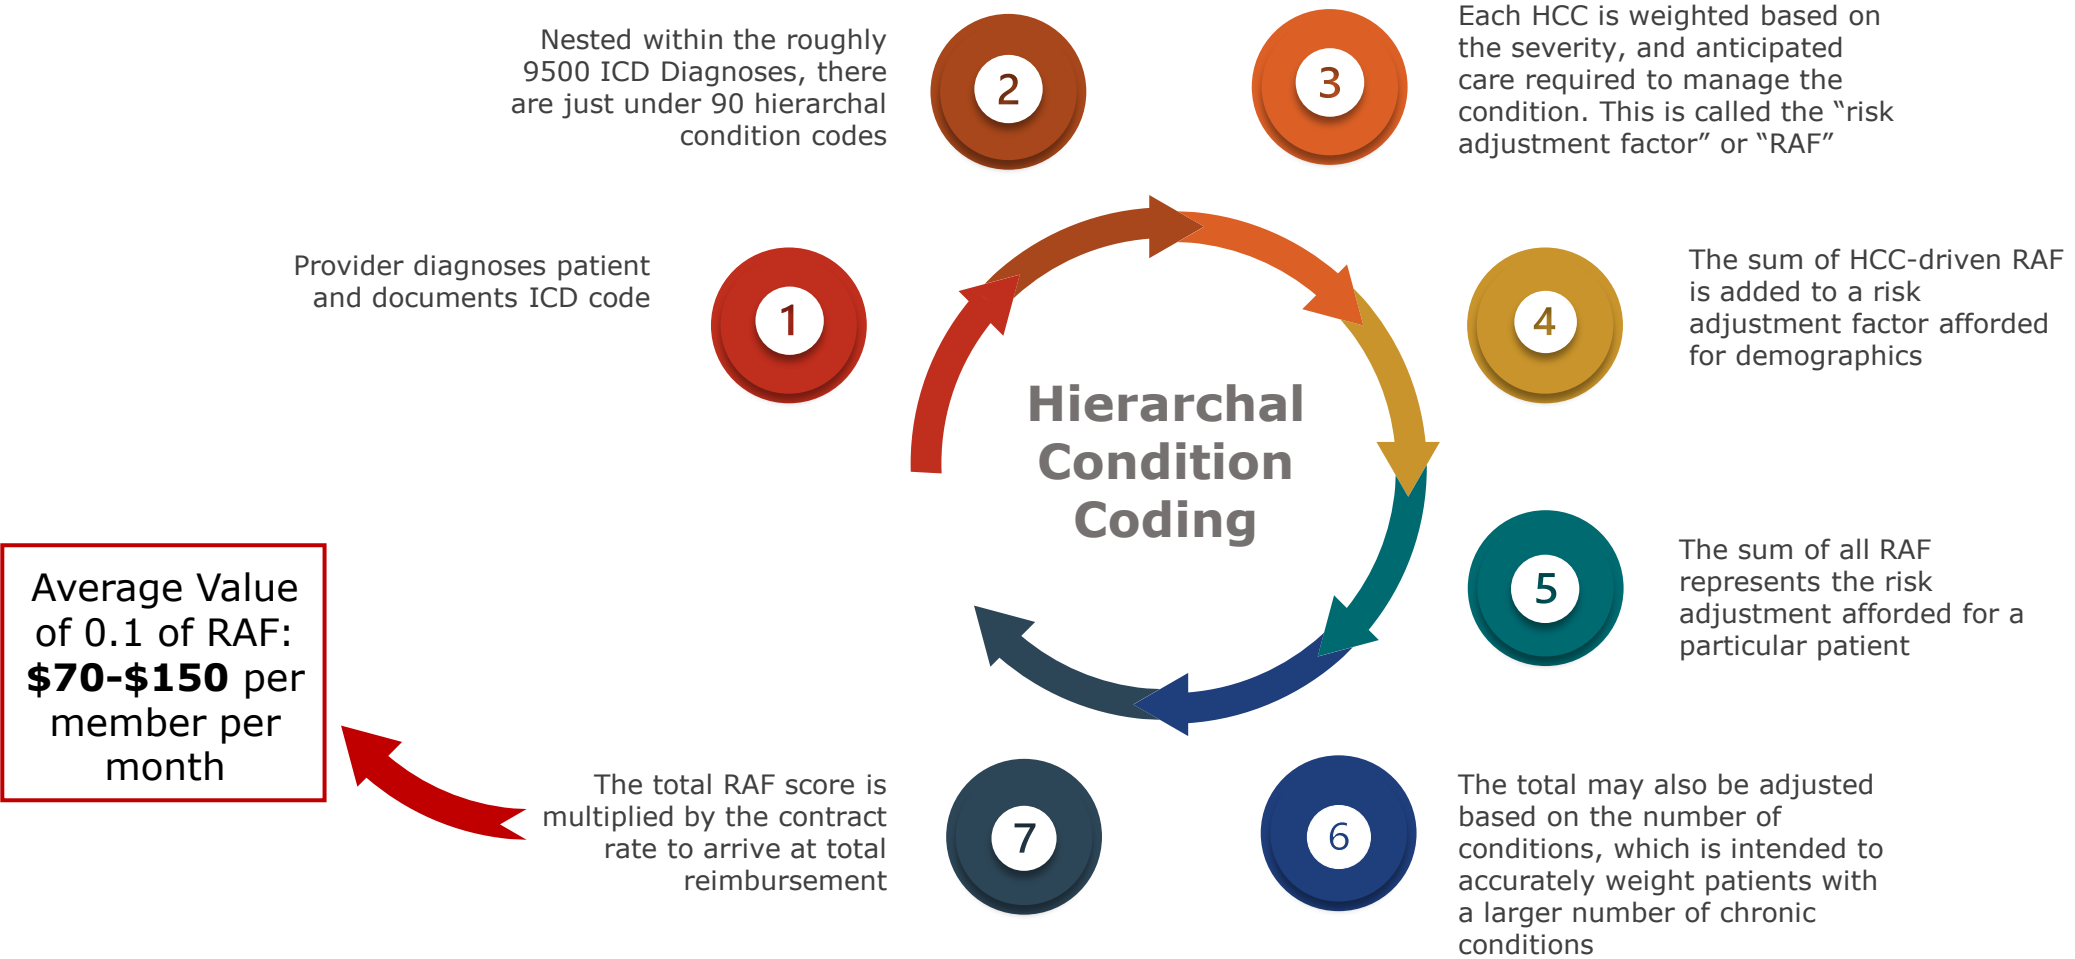 Hierarchal
Condition
Coding
1
Provider diagnoses patient
and documents ICD code
2
Nested within the roughly
9500 ICD Diagnoses, there
are just under 90 hierarchal
condition codes
3
Each HCC is weighted based on
the severity, and anticipated
care required to manage the
condition. This is called the “risk
adjustment factor” or “RAF”
4
The sum of HCC-driven RAF
is added to a risk
adjustment factor afforded
for demographics
5
The sum of all RAF
represents the risk
adjustment afforded for a
particular patient
6
The total may also be adjusted
based on the number of
conditions, which is intended to
accurately weight patients with
a larger number of chronic
conditions
7
The total RAF score is
multiplied by the contract
rate to arrive at total
reimbursement
Average Value
of 0.1 of RAF:
$70-$150 per
member per
month